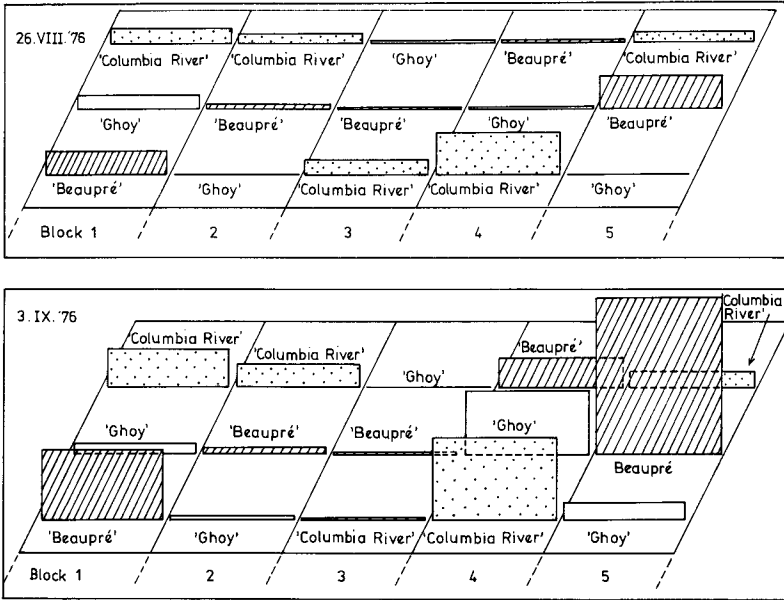 26.VIII.'76
'Columbia River' 'Columbia River' 'Ghoy' 'Beaupré' 'Columbia River'
'Ghoy' 'Beaupré' 'Beaupré' 'Ghoy' 'Beaupré'
'Beaupré' 'Ghoy' 'Columbia River' 'Columbia River' 'Ghoy'
Block 1 2 3 4 5
3.IX.'76
'Columbia River' 'Columbia River' 'Ghoy' 'Beaupré' 'Columbia
River'
'Ghoy' 'Beaupré' 'Beaupré' 'Ghoy' Beaupré
'Beaupré' 'Ghoy' 'Columbia River' 'Columbia River' 'Ghoy'
Block 1 2 3 4 5